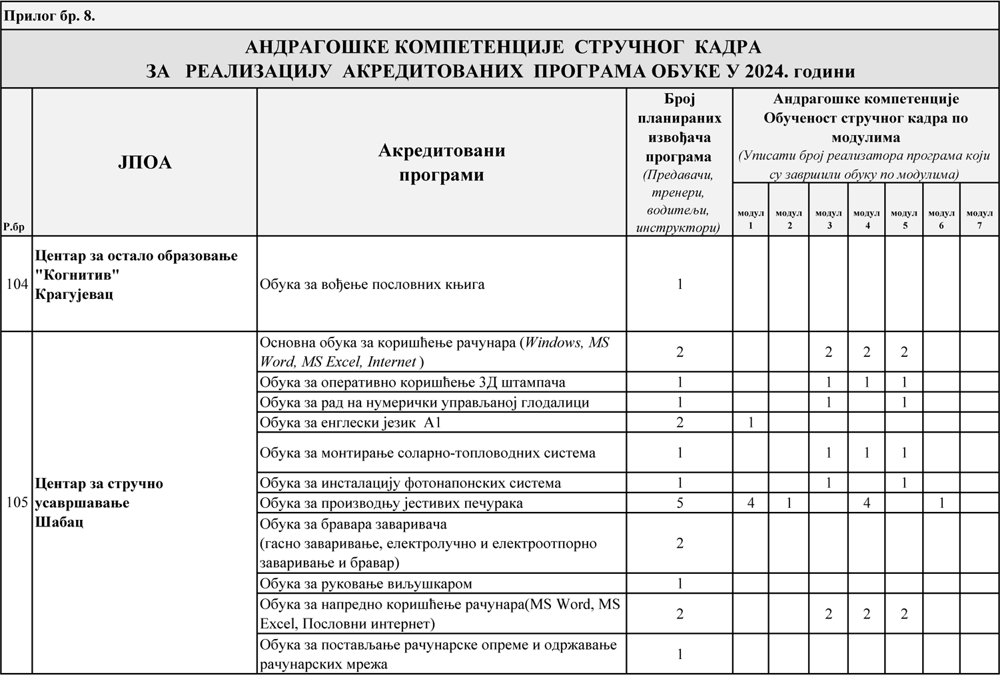 Прилог бр. 8.
АНДРАГОШКЕ КОМПЕТЕНЦИЈЕ СТРУЧНОГ КАДРА
ЗА РЕАЛИЗАЦИЈУ АКРЕДИТОВАНИХ ПРОГРАМА ОБУКЕ У 2024. години
Р.бр
ЈПОА
Акредитовани
програми
Број
планираних
извођача
програма
(Предавачи,
тренери,
водитељи,
инструктори)
Андрагошке компетенције
Обученост стручног кадра по
модулима
(Уписати број реализатора програма који
су завршили обуку по модулима)
модул 1 модул 2 модул 3 модул 4 модул 5 модул 6 модул 7
104
Центар за остало образовање
"Когнитив"
Крагујевац
Обука за вођење пословних књига 1
105
Центар за стручно
усавршавање
Шабац
Основна обука за коришћење рачунара (Windows, MS
Word, MS Excel, Internet ) 2 2 2 2
Обука за оперативно коришћење 3Д штампача 1 1 1 1
Обука за рад на нумерички управљаној глодалици 1 1 1
Обука за енглески језик А1 2 1
Обука за монтирање соларно-топловодних система 1 1 1 1
Обука за инсталацију фотонапонских система 1 1 1
Обука за производњу јестивих печурака 5 4 1 4 1
Обука за бравара заваривача
(гасно заваривање, електролучно и електроотпорно
заваривање и бравар) 2
Обука за руковање виљушкаром 1
Обука за напредно коришћење рачунара(MS Word, MS
Excel, Пословни интернет) 2 2 2 2
Обука за постављање рачунарске опреме и одржавање
рачунарских мрежа 1